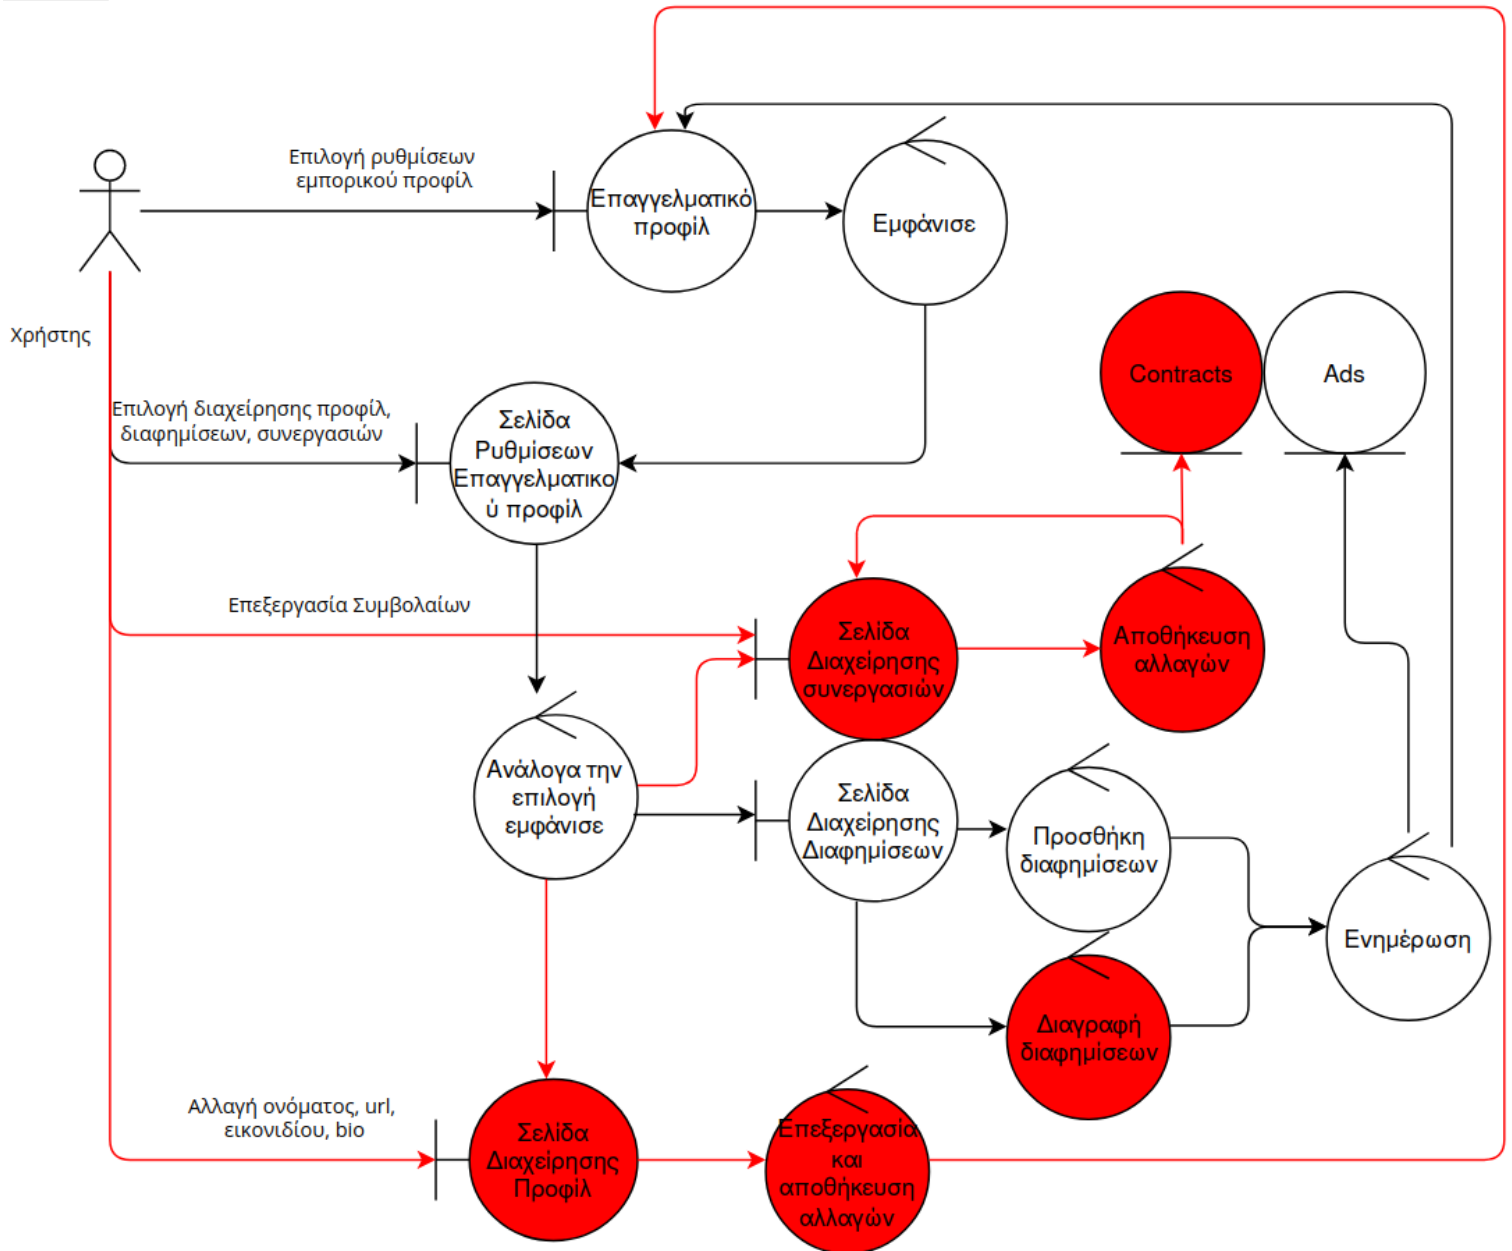 Επιλογή ρυθμίσεων
εμπορικού προφίλ
Επαγγελματικό
προφίλ
Εμφάνισε
Χρήστης
Επιλογή διαχείρησης προφίλ,
διαφημίσεων, συνεργασιών
Σελίδα
Ρυθμίσεων
Επαγγελματικο
ύ προφίλ
Contracts
Ads
Επεξεργασία Συμβολαίων
Σελίδα
Διαχείρησης
συνεργασιών
Αποθήκευση
αλλαγών
Ανάλογα την
επιλογή
εμφάνισε
Σελίδα
Διαχείρησης
Διαφημίσεων
Προσθήκη
διαφημίσεων
Ενημέρωση
Διαγραφή
διαφημίσεων
Αλλαγή ονόματος, url,
εικονιδίου, bio
Σελίδα
Διαχείρησης
Προφίλ
Επεξεργασία
και
αποθήκευση
αλλαγών